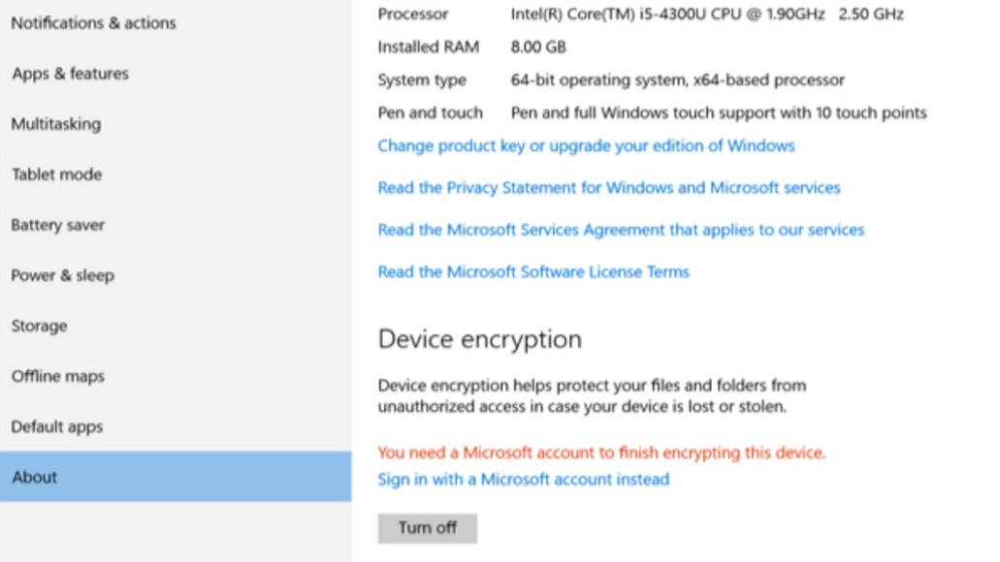 Notifications & actions
Apps & features
Multitasking
Tablet mode
Battery saver
Power & sleep
Storage
Offline maps
Default apps
About
Processor Intel(R) Core(TM) i5-4300U CPU @ 1.90GHz 2.50 GHz
Installed RAM 8.00 GB
System type 64-bit operating system, x64-based processor
Pen and touch Pen and full Windows touch support with 10 touch points
Change product key or upgrade your edition of Windows
Read the Privacy Statement for Windows and Microsoft services
Read the Microsoft Services Agreement that applies to our services
Read the Microsoft Software License Terms
Device encryption
Device encryption helps protect your files and folders from
unauthorized access in case your device is lost or stolen.
You need a Microsoft account to finish encrypting this device.
Sign in with a Microsoft account instead
Turn off